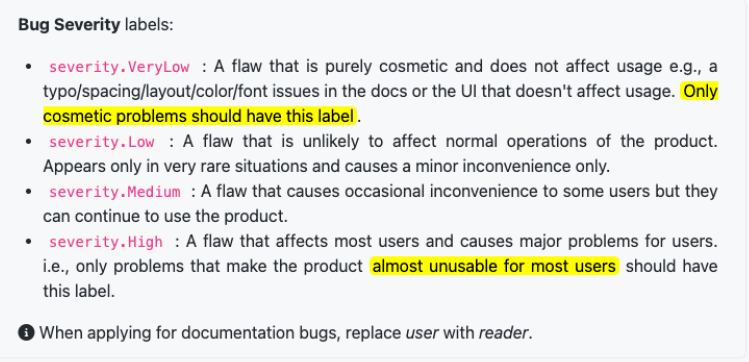 Bug Severity labels:
• severity.VeryLow : A flaw that is purely cosmetic and does not affect usage e.g., a
typo/spacing/layout/color/font issues in the docs or the UI that doesn't affect usage. Only
cosmetic problems should have this label.
• severity.Low : A flaw that is unlikely to affect normal operations of the product.
Appears only in very rare situations and causes a minor inconvenience only.
• severity.Medium : A flaw that causes occasional inconvenience to some users but they
can continue to use the product.
• severity.High : A flaw that affects most users and causes major problems for users.
i.e., only problems that make the product almost unusable for most users should have
this label.
When applying for documentation bugs, replace user with reader.